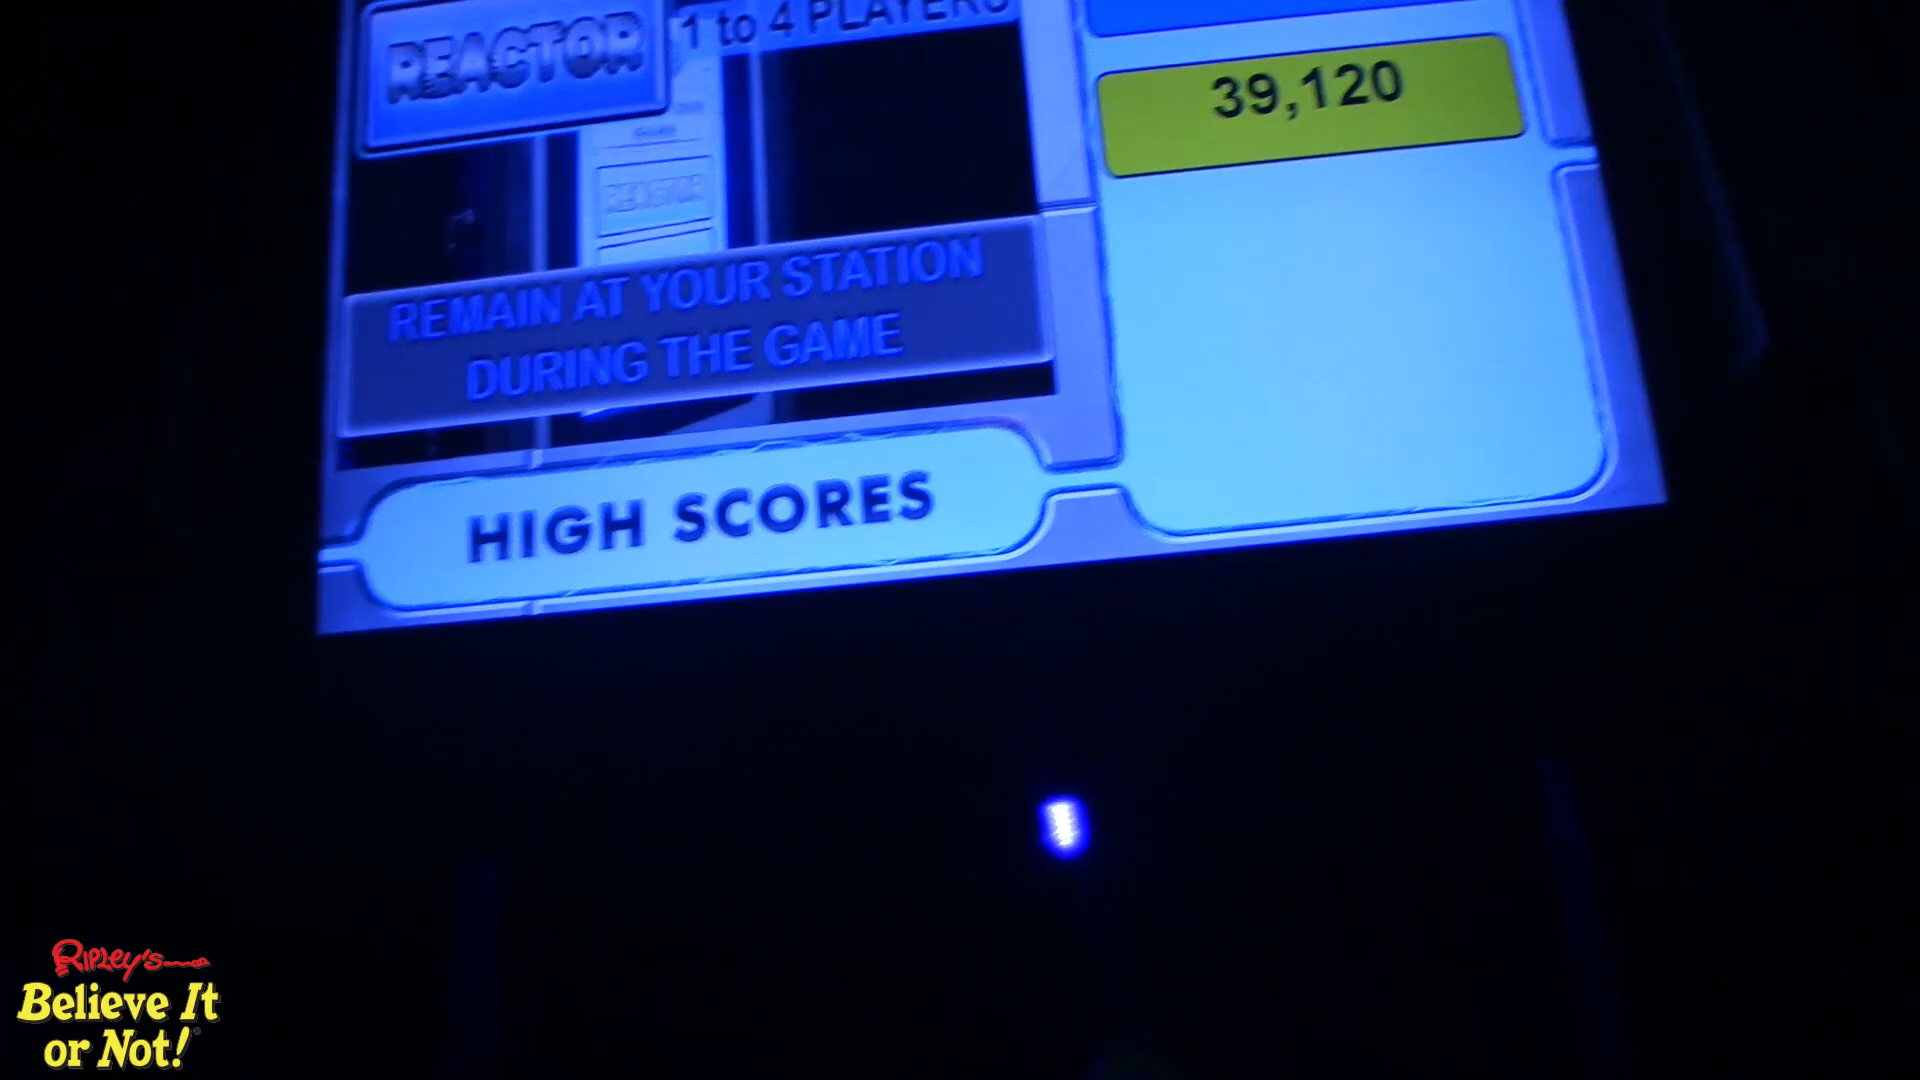 REACTOR
1 to 4 PLAYERS
39,120
REACTOR
REMAIN AT YOUR STATION
DURING THE GAME
HIGH SCORES
RIPLEY'S
Believe It
or Not!®